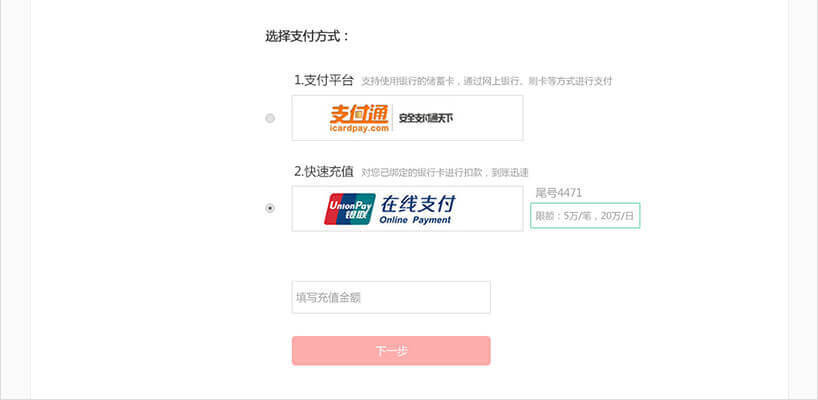 选择支付方式：
1.支付平台 支持使用银行的储蓄卡，通过网上银行、刷卡等方式进行支付
支付通 安全支付通天下
icardpay.com
2.快速充值 对您已绑定的银行卡进行扣款，到账迅速
UnionPay 银联 在线支付
Online Payment
尾号4471
限额：5万/笔，20万/日
填写充值金额
下一步